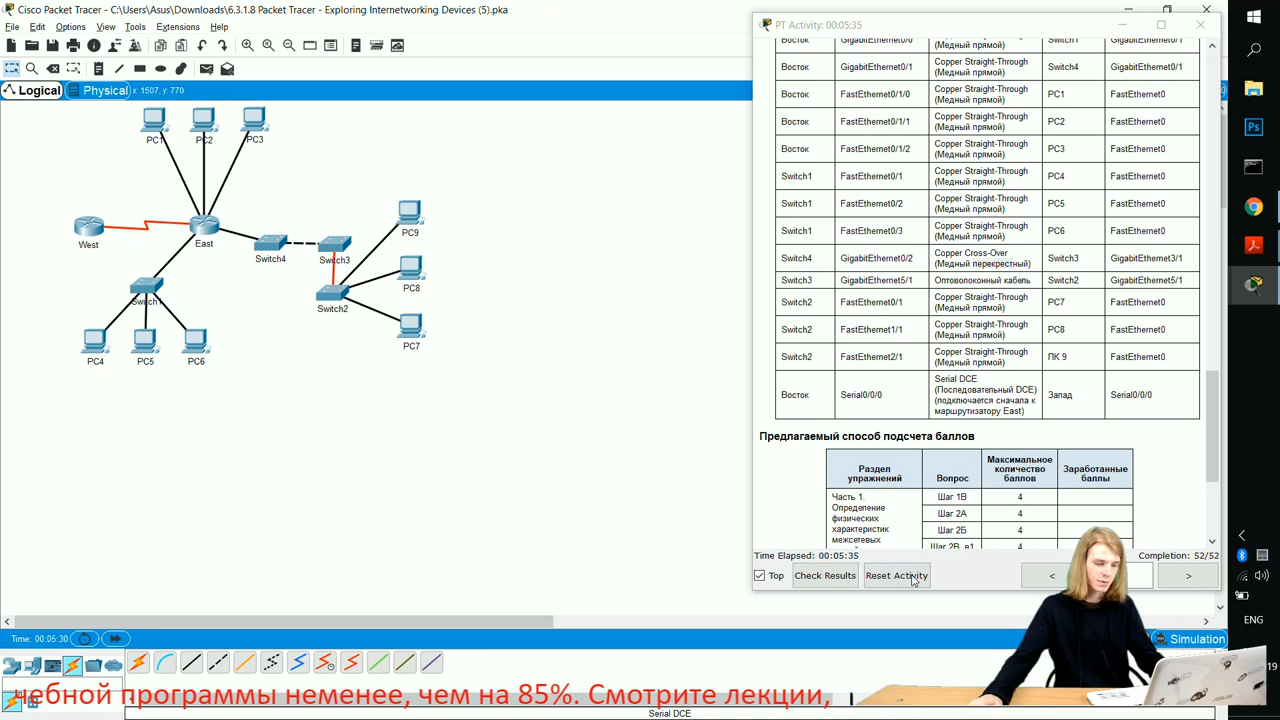 Cisco Packet Tracer - C:\Users\Asus\Downloads\6.3.1.8 Packet Tracer - Exploring Internetworking Devices (5).pka
File Edit Options View Tools Extensions Help
Logical Physical x: 1507, y: 770
PC1 PC2 PC3
West East
Switch4 Switch3
PC9
PC8
Switch2
PC7
PC4 PC5 PC6
PT Activity: 00:05:35
Восток GigabitEthernet0/0 (Медный прямой) Switch1 GigabitEthernet0/1
Восток GigabitEthernet0/1 Copper Straight-Through (Медный прямой) Switch4 GigabitEthernet0/1
Восток FastEthernet0/1/0 Copper Straight-Through (Медный прямой) PC1 FastEthernet0
Восток FastEthernet0/1/1 Copper Straight-Through (Медный прямой) PC2 FastEthernet0
Восток FastEthernet0/1/2 Copper Straight-Through (Медный прямой) PC3 FastEthernet0
Switch1 FastEthernet0/1 Copper Straight-Through (Медный прямой) PC4 FastEthernet0
Switch1 FastEthernet0/2 Copper Straight-Through (Медный прямой) PC5 FastEthernet0
Switch1 FastEthernet0/3 Copper Straight-Through (Медный прямой) PC6 FastEthernet0
Switch4 GigabitEthernet0/2 Copper Cross-Over (Медный перекрестный) Switch3 GigabitEthernet3/1
Switch3 GigabitEthernet5/1 Оптоволоконный кабель Switch2 GigabitEthernet5/1
Switch2 FastEthernet0/1 Copper Straight-Through (Медный прямой) PC7 FastEthernet0
Switch2 FastEthernet1/1 Copper Straight-Through (Медный прямой) PC8 FastEthernet0
Switch2 FastEthernet2/1 Copper Straight-Through (Медный прямой) ПК 9 FastEthernet0
Восток Serial0/0/0 Serial DCE (Последовательный DCE) (подключается сначала к маршрутизатору East) Запад Serial0/0/0
Предлагаемый способ подсчета баллов
Раздел упражнений Вопрос Максимальное количество баллов Заработанные баллы
Часть 1. Определение физических характеристик межсетевых
Шаг 1В 4
Шаг 2А 4
Шаг 2Б 4
Шаг 2В, в1 4
Time Elapsed: 00:05:35 Completion: 52/52
Top Check Results Reset Activity < >
Time: 00:05:30 Simulation
ENG
чебной программы неменее, чем на 85%. Смотрите лекции,
Serial DCE